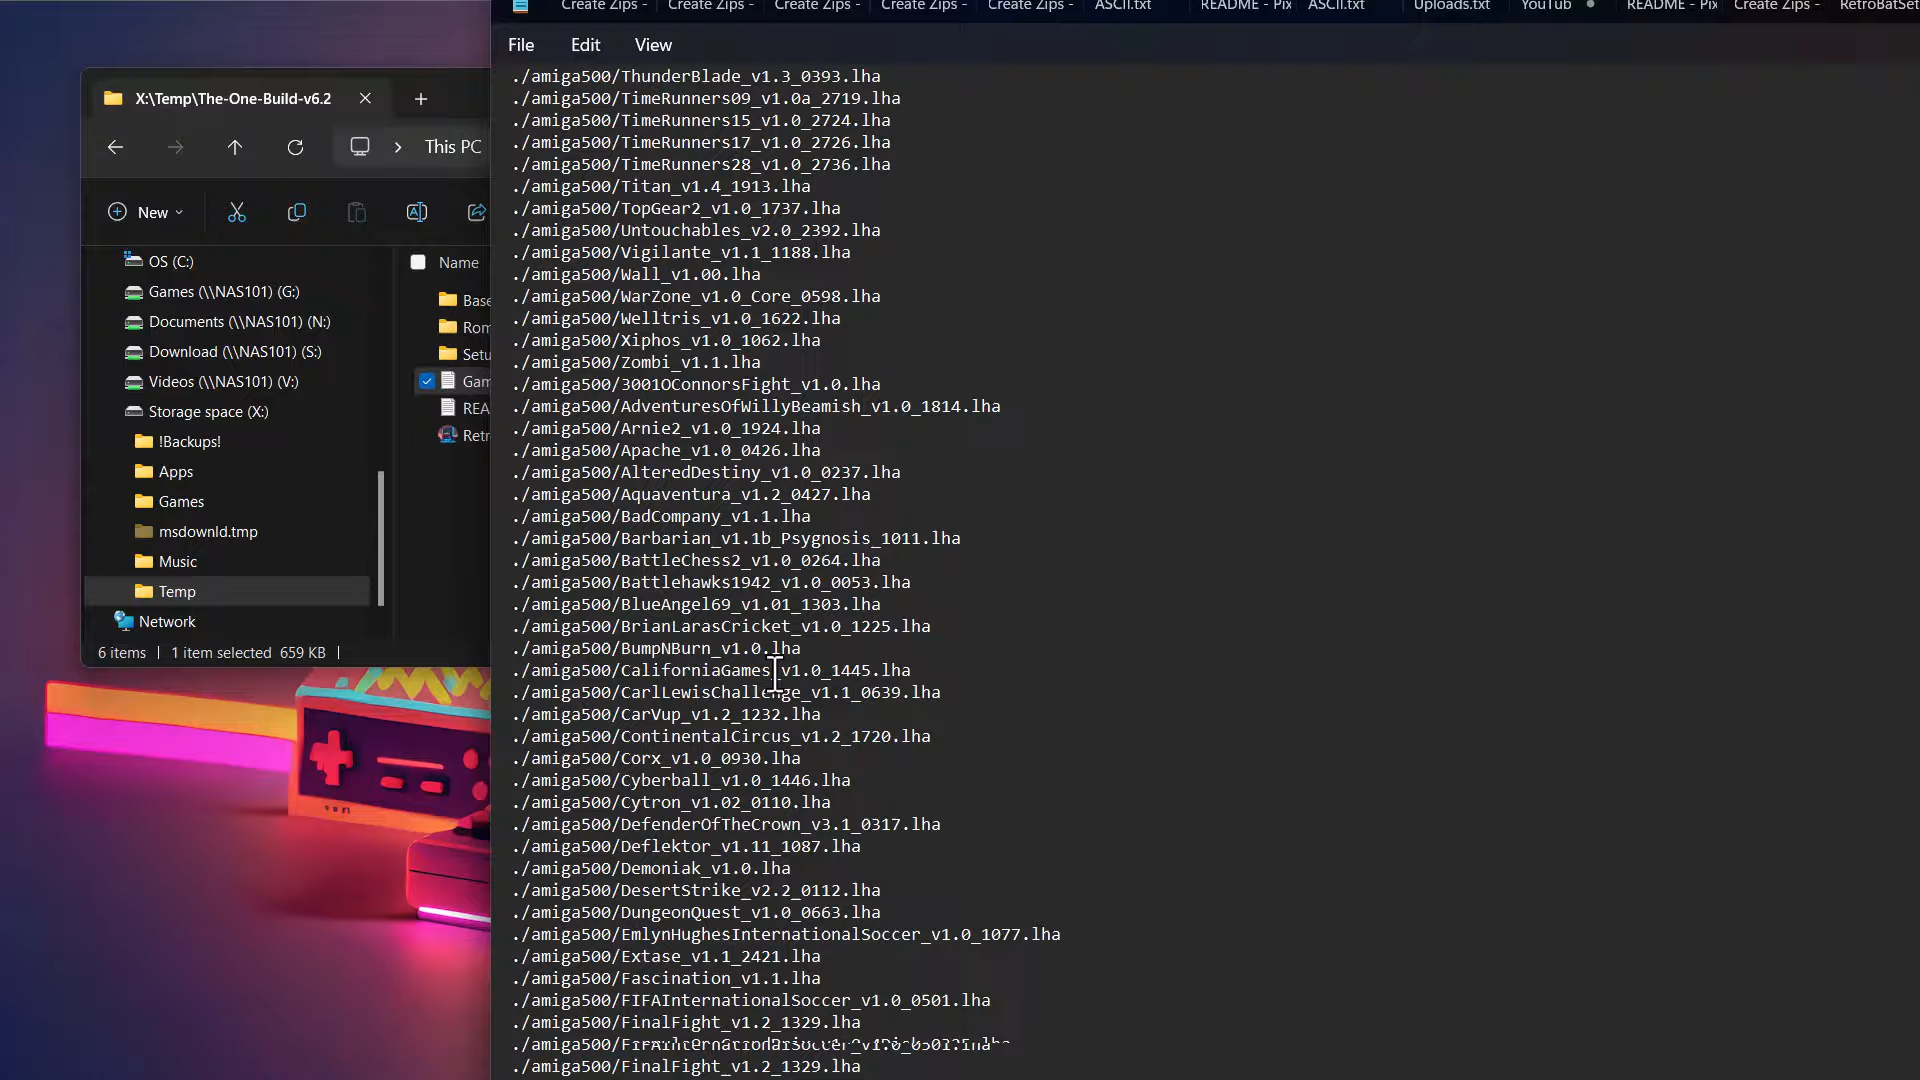 Create Zips -
Create Zips -
Create Zips -
Create Zips -
Create Zips -
ASCII.txt
README - Pix
ASCII.txt
Uploads.txt
YouTub
README - Pix
Create Zips -
RetroBatSet
File
Edit
View
X:\Temp\The-One-Build-v6.2
This PC
New
OS (C:)
Games (\\NAS101) (G:)
Documents (\\NAS101) (N:)
Download (\\NAS101) (S:)
Videos (\\NAS101) (V:)
Storage space (X:)
!Backups!
Apps
Games
msdownld.tmp
Music
Temp
Network
Name
Base
Rom
Setu
Gam
REA
Retr
6 items | 1 item selected 659 KB |
./amiga500/ThunderBlade_v1.3_0393.lha
./amiga500/TimeRunners09_v1.0a_2719.lha
./amiga500/TimeRunners15_v1.0_2724.lha
./amiga500/TimeRunners17_v1.0_2726.lha
./amiga500/TimeRunners28_v1.0_2736.lha
./amiga500/Titan_v1.4_1913.lha
./amiga500/TopGear2_v1.0_1737.lha
./amiga500/Untouchables_v2.0_2392.lha
./amiga500/Vigilante_v1.1_1188.lha
./amiga500/Wall_v1.00.lha
./amiga500/WarZone_v1.0_Core_0598.lha
./amiga500/Welltris_v1.0_1622.lha
./amiga500/Xiphos_v1.0_1062.lha
./amiga500/Zombi_v1.1.lha
./amiga500/3001OConnorsFight_v1.0.lha
./amiga500/AdventuresOfWillyBeamish_v1.0_1814.lha
./amiga500/Arnie2_v1.0_1924.lha
./amiga500/Apache_v1.0_0426.lha
./amiga500/AlteredDestiny_v1.0_0237.lha
./amiga500/Aquaventura_v1.2_0427.lha
./amiga500/BadCompany_v1.1.lha
./amiga500/Barbarian_v1.1b_Psygnosis_1011.lha
./amiga500/BattleChess2_v1.0_0264.lha
./amiga500/Battlehawks1942_v1.0_0053.lha
./amiga500/BlueAngel69_v1.01_1303.lha
./amiga500/BrianLarasCricket_v1.0_1225.lha
./amiga500/BumpNBurn_v1.0.lha
./amiga500/CaliforniaGames_v1.0_1445.lha
./amiga500/CarlLewisChallenge_v1.1_0639.lha
./amiga500/CarVup_v1.2_1232.lha
./amiga500/ContinentalCircus_v1.2_1720.lha
./amiga500/Corx_v1.0_0930.lha
./amiga500/Cyberball_v1.0_1446.lha
./amiga500/Cytron_v1.02_0110.lha
./amiga500/DefenderOfTheCrown_v3.1_0317.lha
./amiga500/Deflektor_v1.11_1087.lha
./amiga500/Demoniak_v1.0.lha
./amiga500/DesertStrike_v2.2_0112.lha
./amiga500/DungeonQuest_v1.0_0663.lha
./amiga500/EmlynHughesInternationalSoccer_v1.0_1077.lha
./amiga500/Extase_v1.1_2421.lha
./amiga500/Fascination_v1.1.lha
./amiga500/FIFAInternationalSoccer_v1.0_0501.lha
./amiga500/FinalFight_v1.2_1329.lha
./amiga500/FinalFight_v1.2_1329.lha